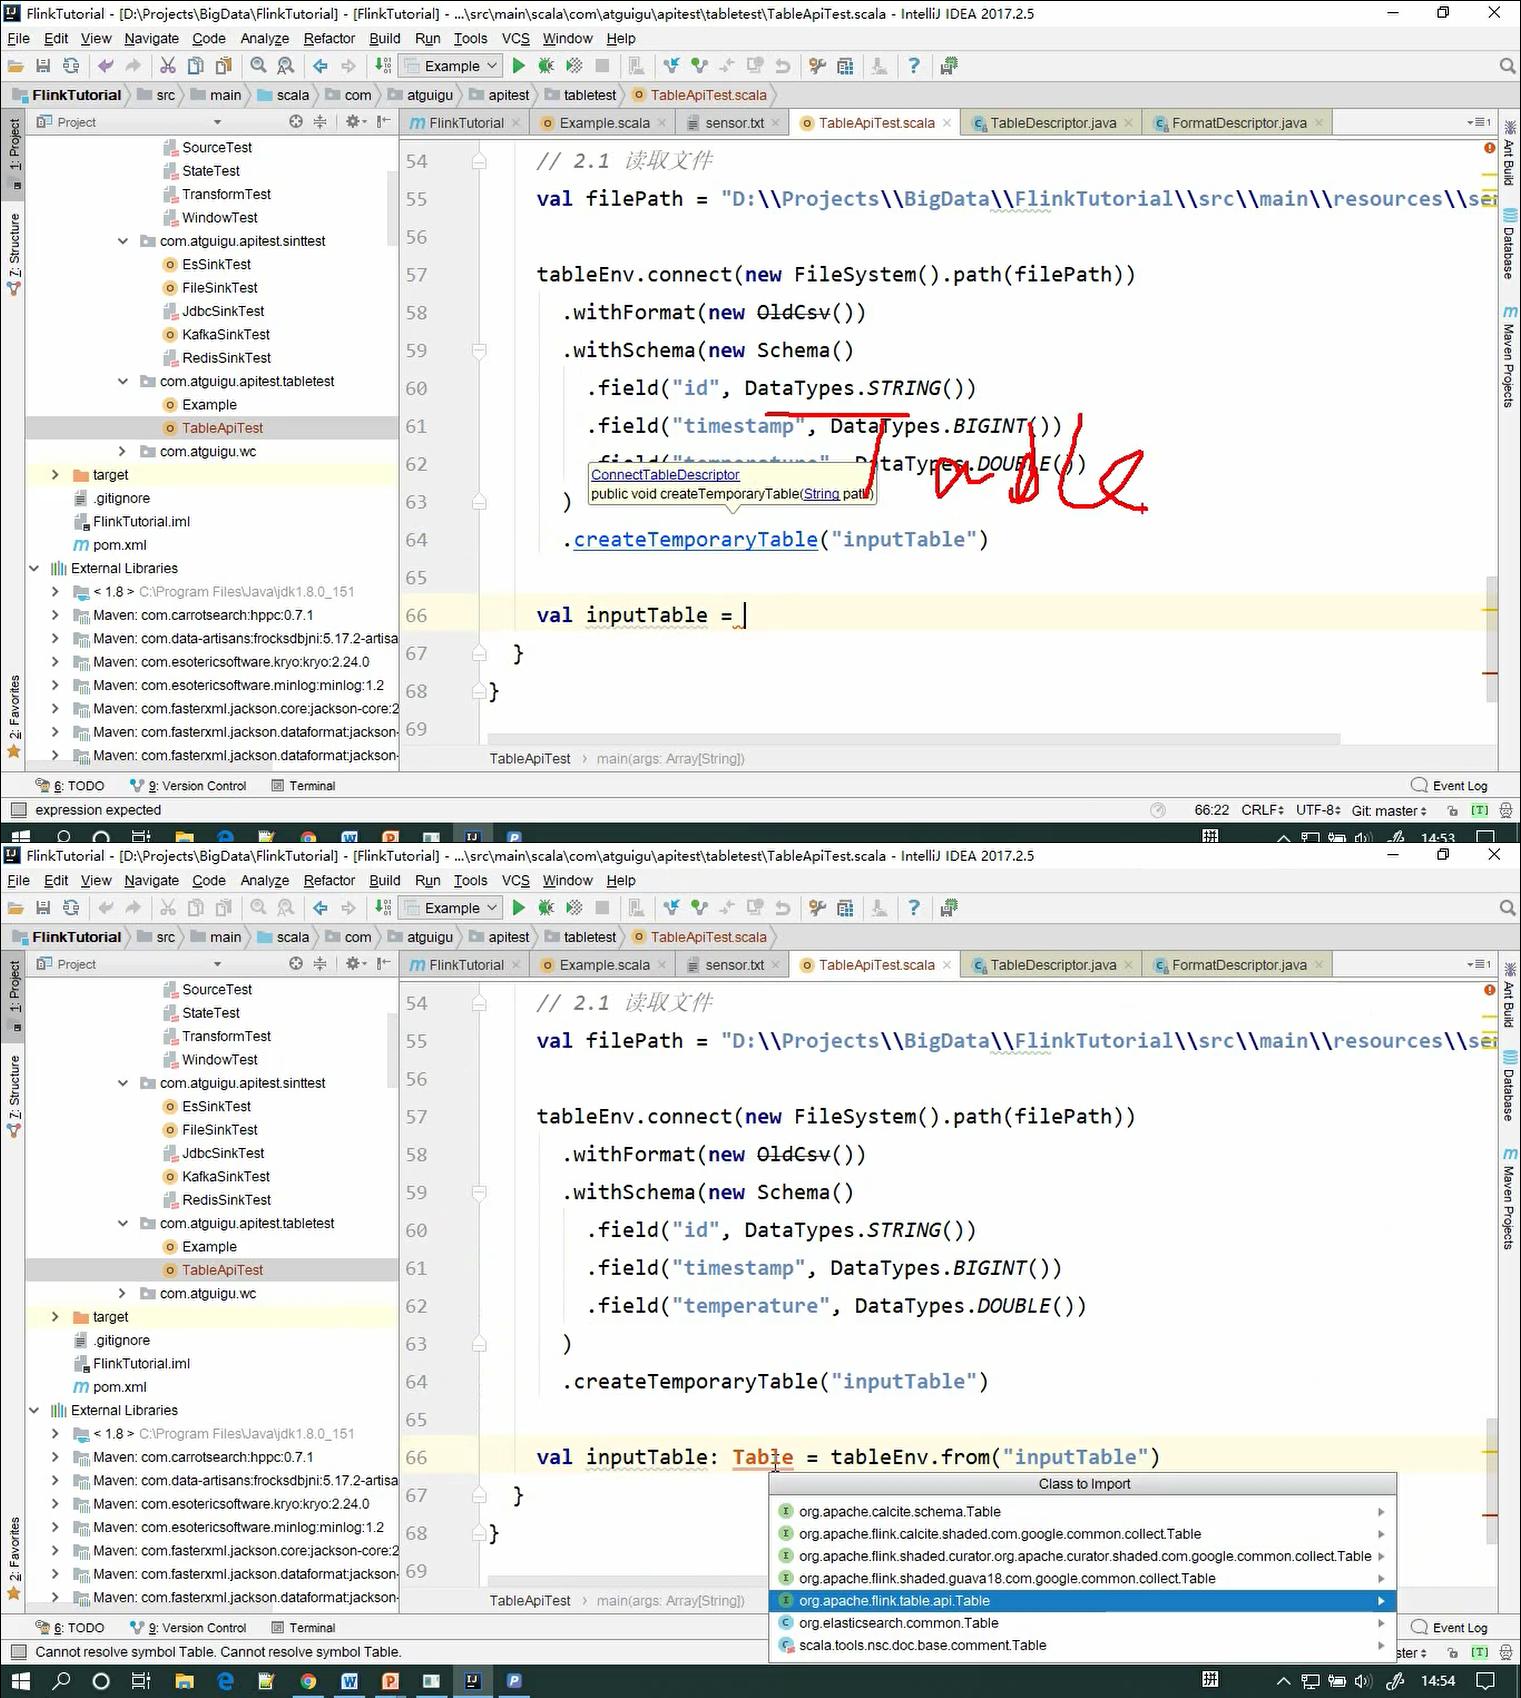 FlinkTutorial - [D:\Projects\BigData\FlinkTutorial] - [FlinkTutorial] - ...\src\main\scala\com\atguigu\apitest\tabletest\TableApiTest.scala - IntelliJ IDEA 2017.2.5
File Edit View Navigate Code Analyze Refactor Build Run Tools VCS Window Help
Example
FlinkTutorial src main scala com atguigu apitest tabletest TableApiTest.scala
Project
FlinkTutorial Example.scala sensor.txt TableApiTest.scala TableDescriptor.java FormatDescriptor.java
1: Project
7: Structure
2: Favorites
SourceTest
StateTest
TransformTest
WindowTest
com.atguigu.apitest.sinttest
EsSinkTest
FileSinkTest
JdbcSinkTest
KafkaSinkTest
RedisSinkTest
com.atguigu.apitest.tabletest
Example
TableApiTest
com.atguigu.wc
target
.gitignore
FlinkTutorial.iml
pom.xml
External Libraries
< 1.8 > C:\Program Files\Java\jdk1.8.0_151
Maven: com.carrotsearch:hppc:0.7.1
Maven: com.data-artisans:frocksdbjni:5.17.2-artisa
Maven: com.esotericsoftware.kryo:kryo:2.24.0
Maven: com.esotericsoftware.minlog:minlog:1.2
Maven: com.fasterxml.jackson.core:jackson-core:2
Maven: com.fasterxml.jackson.dataformat:jackson-
Maven: com.fasterxml.jackson.dataformat:jackson-
54 // 2.1 读取文件
55 val filePath = "D:\\Projects\\BigData\\FlinkTutorial\\src\\main\\resources\\sen
56
57 tableEnv.connect(new FileSystem().path(filePath))
58 .withFormat(new OldCsv())
59 .withSchema(new Schema()
60 .field("id", DataTypes.STRING())
61 .field("timestamp", DataTypes.BIGINT())
62 .field("temperature", DataTypes.DOUBLE())
63 )
64 .createTemporaryTable("inputTable")
65
66 val inputTable =
67 }
68 }
69
ConnectTableDescriptor
public void createTemporaryTable(String path)
Table
TableApiTest main(args: Array[String])
Ant Build
Database
Maven Projects
6: TODO 9: Version Control Terminal Event Log
expression expected 66:22 CRLF UTF-8 Git: master [T]
拼 14:53
FlinkTutorial - [D:\Projects\BigData\FlinkTutorial] - [FlinkTutorial] - ...\src\main\scala\com\atguigu\apitest\tabletest\TableApiTest.scala - IntelliJ IDEA 2017.2.5
File Edit View Navigate Code Analyze Refactor Build Run Tools VCS Window Help
Example
FlinkTutorial src main scala com atguigu apitest tabletest TableApiTest.scala
Project
FlinkTutorial Example.scala sensor.txt TableApiTest.scala TableDescriptor.java FormatDescriptor.java
1: Project
7: Structure
2: Favorites
SourceTest
StateTest
TransformTest
WindowTest
com.atguigu.apitest.sinttest
EsSinkTest
FileSinkTest
JdbcSinkTest
KafkaSinkTest
RedisSinkTest
com.atguigu.apitest.tabletest
Example
TableApiTest
com.atguigu.wc
target
.gitignore
FlinkTutorial.iml
pom.xml
External Libraries
< 1.8 > C:\Program Files\Java\jdk1.8.0_151
Maven: com.carrotsearch:hppc:0.7.1
Maven: com.data-artisans:frocksdbjni:5.17.2-artisa
Maven: com.esotericsoftware.kryo:kryo:2.24.0
Maven: com.esotericsoftware.minlog:minlog:1.2
Maven: com.fasterxml.jackson.core:jackson-core:2
Maven: com.fasterxml.jackson.dataformat:jackson-
Maven: com.fasterxml.jackson.dataformat:jackson-
54 // 2.1 读取文件
55 val filePath = "D:\\Projects\\BigData\\FlinkTutorial\\src\\main\\resources\\sen
56
57 tableEnv.connect(new FileSystem().path(filePath))
58 .withFormat(new OldCsv())
59 .withSchema(new Schema()
60 .field("id", DataTypes.STRING())
61 .field("timestamp", DataTypes.BIGINT())
62 .field("temperature", DataTypes.DOUBLE())
63 )
64 .createTemporaryTable("inputTable")
65
66 val inputTable: Table = tableEnv.from("inputTable")
67 }
68 }
69
Class to Import
org.apache.calcite.schema.Table
org.apache.flink.calcite.shaded.com.google.common.collect.Table
org.apache.flink.shaded.curator.org.apache.curator.shaded.com.google.common.collect.Table
org.apache.flink.shaded.guava18.com.google.common.collect.Table
org.apache.flink.table.api.Table
org.elasticsearch.common.Table
scala.tools.nsc.doc.base.comment.Table
TableApiTest main(args: Array[String])
Ant Build
Database
Maven Projects
6: TODO 9: Version Control Terminal Event Log
Cannot resolve symbol Table. Cannot resolve symbol Table. ster [T]
拼 14:54